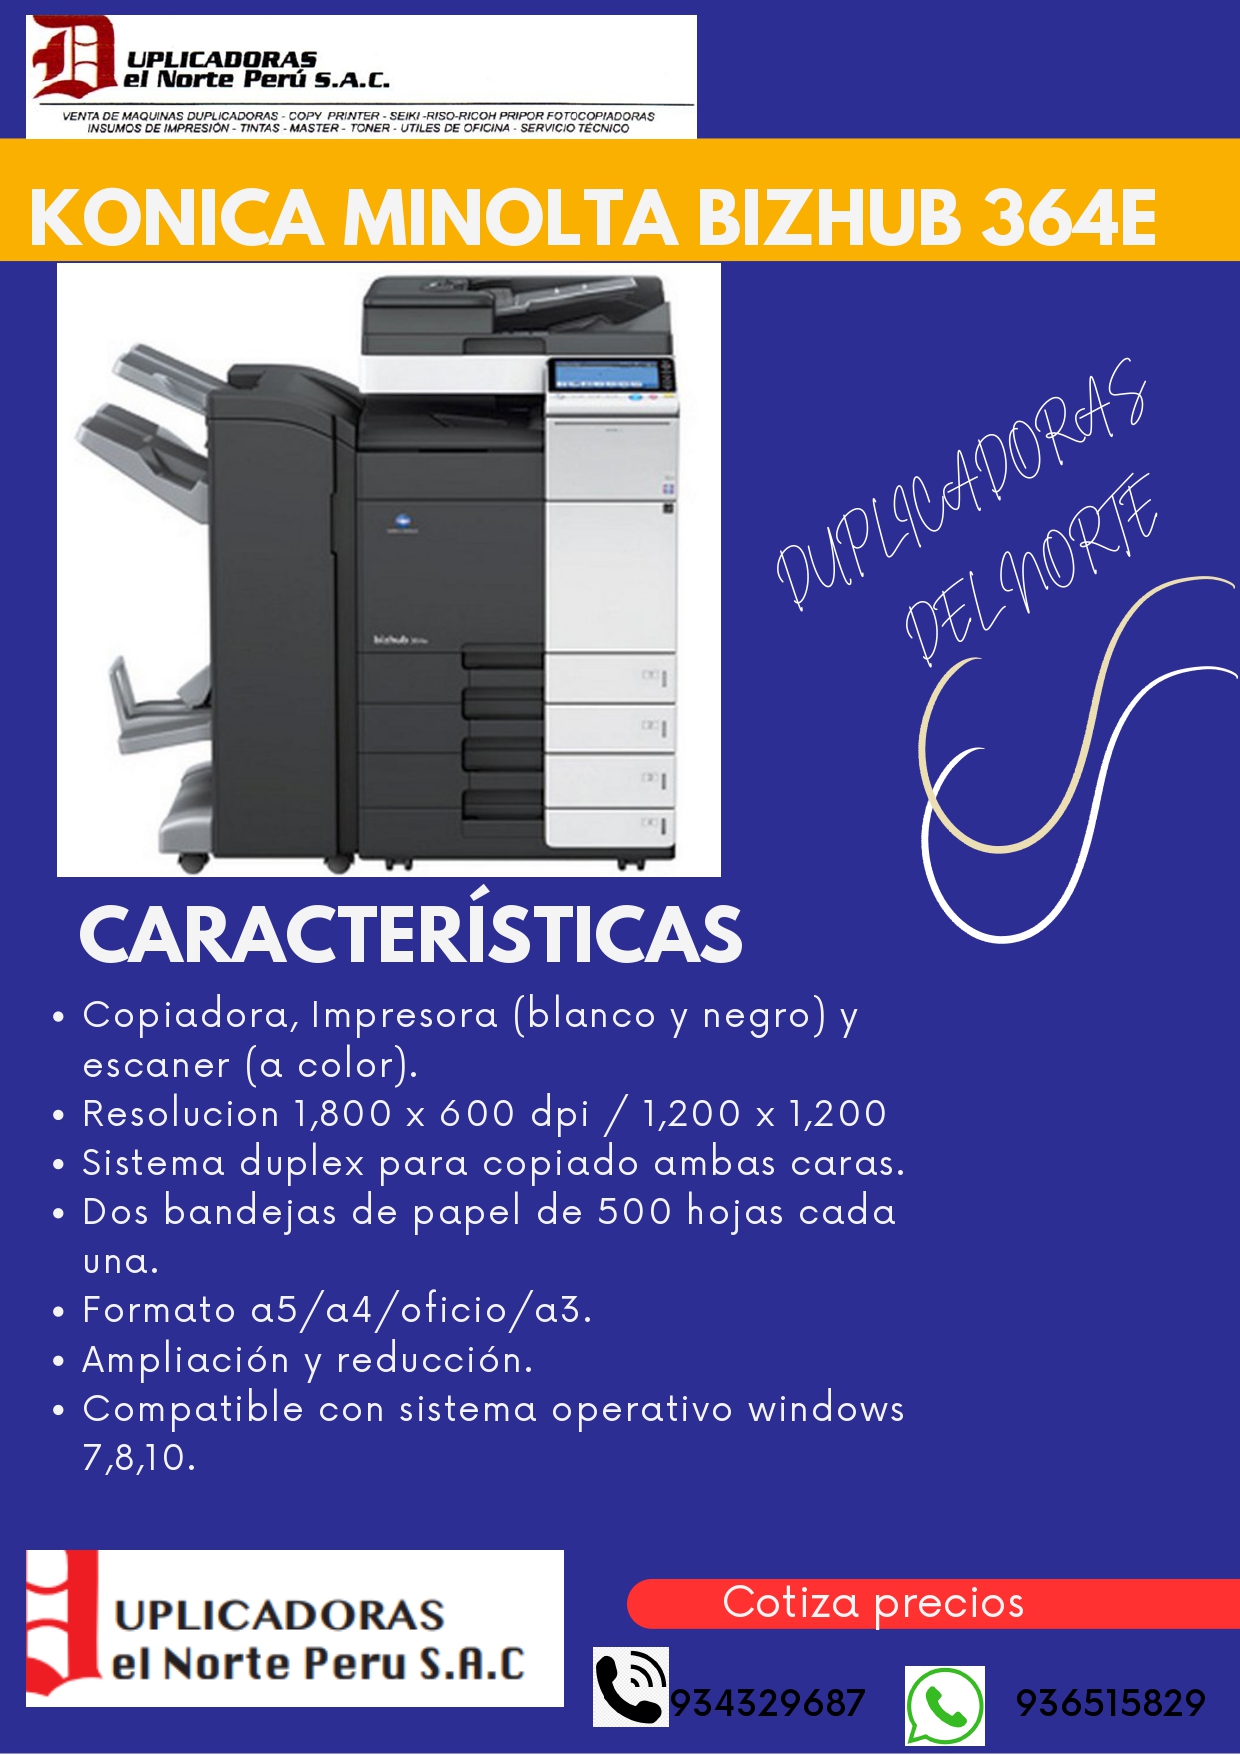 DUPLICADORAS
del Norte Perú S.A.C.
VENTA DE MAQUINAS DUPLICADORAS - COPY PRINTER - SEIKI -RISO-RICOH PRIPOR FOTOCOPIADORAS
INSUMOS DE IMPRESIÓN - TINTAS - MASTER - TONER - UTILES DE OFICINA - SERVICIO TÉCNICO
KONICA MINOLTA BIZHUB 364E
bizhub
DUPLICADORAS
DEL NORTE
CARACTERÍSTICAS
• Copiadora, Impresora (blanco y negro) y
escaner (a color).
• Resolucion 1,800 x 600 dpi / 1,200 x 1,200
• Sistema duplex para copiado ambas caras.
• Dos bandejas de papel de 500 hojas cada
una.
• Formato a5/a4/oficio/a3.
• Ampliación y reducción.
• Compatible con sistema operativo windows
7,8,10.
UPLICADORAS
el Norte Peru S.A.C
Cotiza precios
934329687
936515829